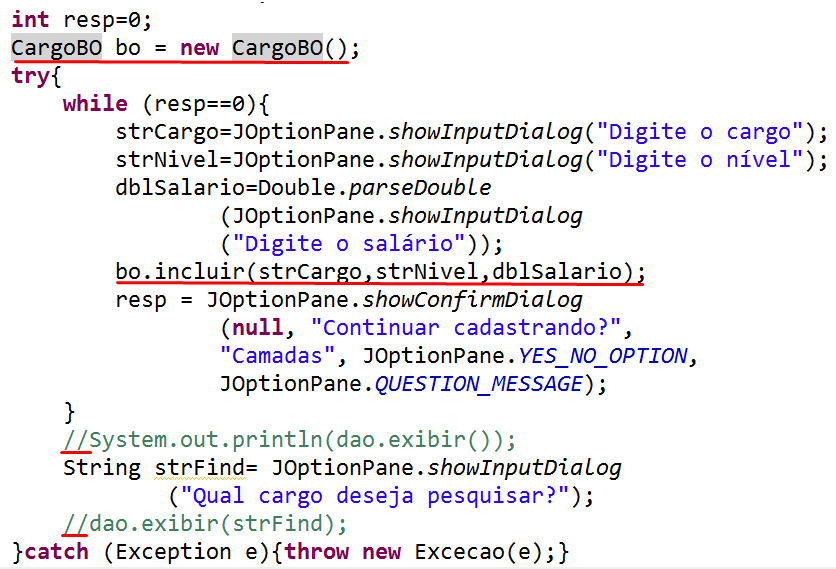 int resp=0;
CargoBO bo = new CargoBO();
try{
while (resp==0){
strCargo=JOptionPane.showInputDialog("Digite o cargo");
strNivel=JOptionPane.showInputDialog("Digite o nível");
dblSalario=Double.parseDouble
(JOptionPane.showInputDialog
("Digite o salário"));
bo.incluir(strCargo,strNivel,dblSalario);
resp = JOptionPane.showConfirmDialog
(null, "Continuar cadastrando?",
"Camadas", JOptionPane.YES_NO_OPTION,
JOptionPane.QUESTION_MESSAGE);
}
//System.out.println(dao.exibir());
String strFind= JOptionPane.showInputDialog
("Qual cargo deseja pesquisar?");
//dao.exibir(strFind);
}catch (Exception e){throw new Excecao(e);}